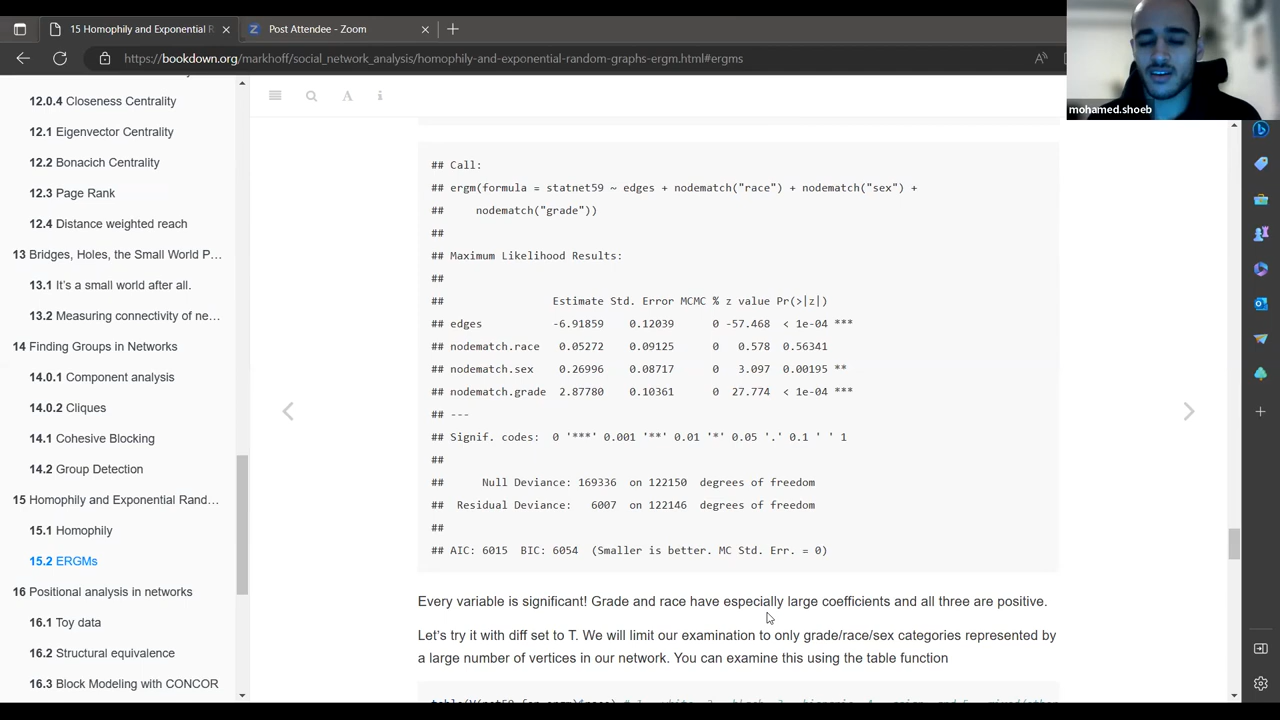 15 Homophily and Exponential R
Post Attendee - Zoom
https://bookdown.org/markhoff/social_network_analysis/homophily-and-exponential-random-graphs-ergm.html#ergms
mohamed.shoeb
12.0.4 Closeness Centrality
12.1 Eigenvector Centrality
12.2 Bonacich Centrality
12.3 Page Rank
12.4 Distance weighted reach
13 Bridges, Holes, the Small World P...
13.1 It's a small world after all.
13.2 Measuring connectivity of ne...
14 Finding Groups in Networks
14.0.1 Component analysis
14.0.2 Cliques
14.1 Cohesive Blocking
14.2 Group Detection
15 Homophily and Exponential Rand...
15.1 Homophily
15.2 ERGMs
16 Positional analysis in networks
16.1 Toy data
16.2 Structural equivalence
16.3 Block Modeling with CONCOR
## Call:
## ergm(formula = statnet59 ~ edges + nodematch("race") + nodematch("sex") +
## nodematch("grade"))
##
## Maximum Likelihood Results:
##
## Estimate Std. Error MCMC % z value Pr(>|z|)
## edges -6.91859 0.12039 0 -57.468 < 1e-04 ***
## nodematch.race 0.05272 0.09125 0 0.578 0.56341
## nodematch.sex 0.26996 0.08717 0 3.097 0.00195 **
## nodematch.grade 2.87780 0.10361 0 27.774 < 1e-04 ***
## ---
## Signif. codes: 0 '***' 0.001 '**' 0.01 '*' 0.05 '.' 0.1 ' ' 1
##
## Null Deviance: 169336 on 122150 degrees of freedom
## Residual Deviance: 6007 on 122146 degrees of freedom
##
## AIC: 6015 BIC: 6054 (Smaller is better. MC Std. Err. = 0)
Every variable is significant! Grade and race have especially large coefficients and all three are positive.
Let's try it with diff set to T. We will limit our examination to only grade/race/sex categories represented by
a large number of vertices in our network. You can examine this using the table function